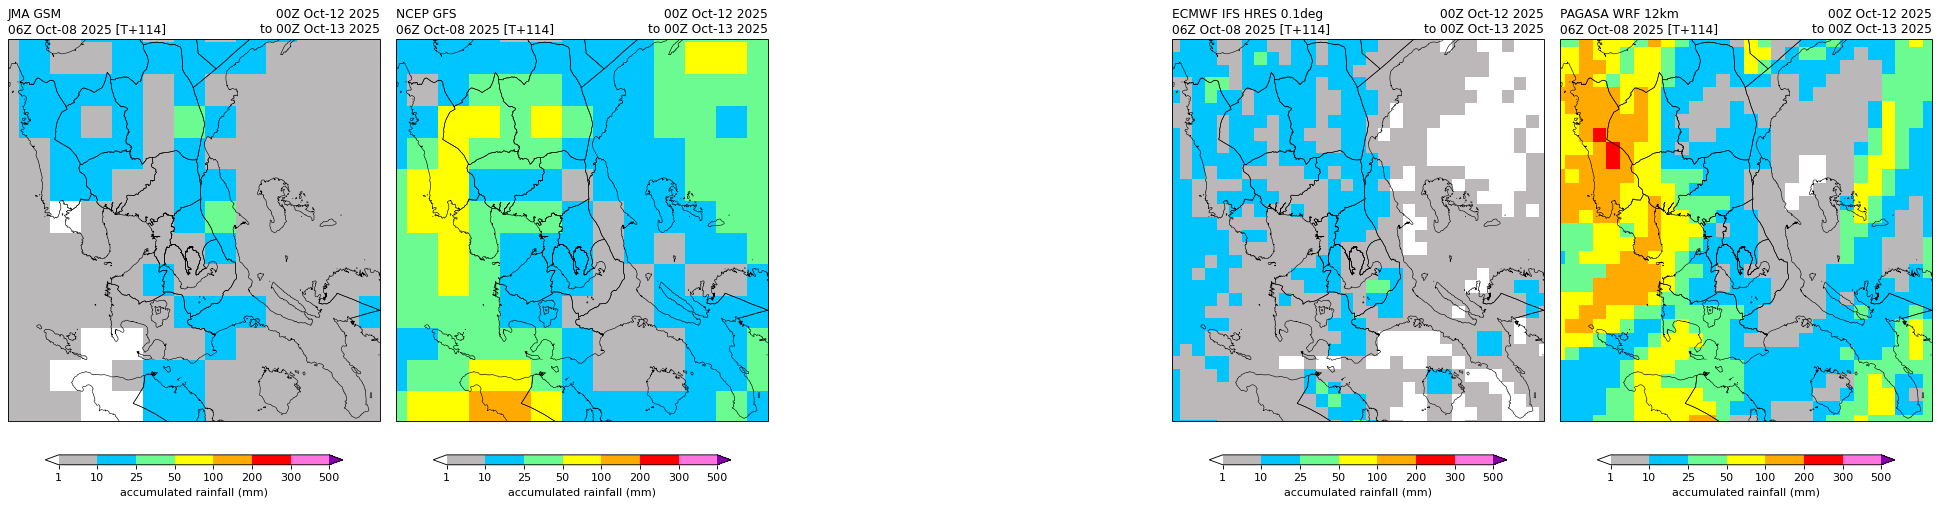 JMA GSM 00Z Oct-12 2025
06Z Oct-08 2025 [T+114] to 00Z Oct-13 2025
NCEP GFS 00Z Oct-12 2025
06Z Oct-08 2025 [T+114] to 00Z Oct-13 2025
ECMWF IFS HRES 0.1deg 00Z Oct-12 2025
06Z Oct-08 2025 [T+114] to 00Z Oct-13 2025
PAGASA WRF 12km 00Z Oct-12 2025
06Z Oct-08 2025 [T+114] to 00Z Oct-13 2025
1 10 25 50 100 200 300 500
accumulated rainfall (mm)
1 10 25 50 100 200 300 500
accumulated rainfall (mm)
1 10 25 50 100 200 300 500
accumulated rainfall (mm)
1 10 25 50 100 200 300 500
accumulated rainfall (mm)